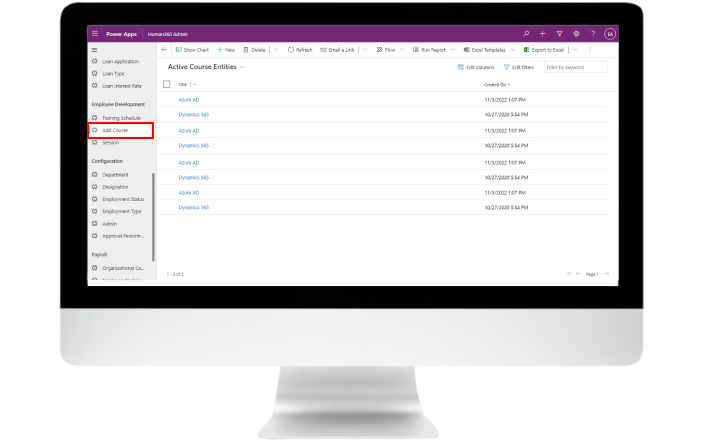 Power Apps | Human360 Admin ? EA
Show Chart + New Delete Refresh Email a Link Flow Run Report Excel Templates Export to Excel
Loan Application
Loan Type
Loan Interest Rate
Employee Development
Training Schedule
Add Course
Session
Configuration
Department
Designation
Employment Status
Employment Type
Admin
Approval Personn...
Payroll
Organisational Ca...
Active Course Entities
Edit columns Edit filters Filter by keyword
Title ↑ Created On
Azure AD 11/3/2022 1:07 PM
Dynamics 365 10/27/2020 5:54 PM
Azure AD 11/3/2022 1:07 PM
Dynamics 365 10/27/2020 5:54 PM
Azure AD 11/3/2022 1:07 PM
Dynamics 365 10/27/2020 5:54 PM
Azure AD 11/3/2022 1:07 PM
Dynamics 365 10/27/2020 5:54 PM
1 - 2 of 2 Page 1